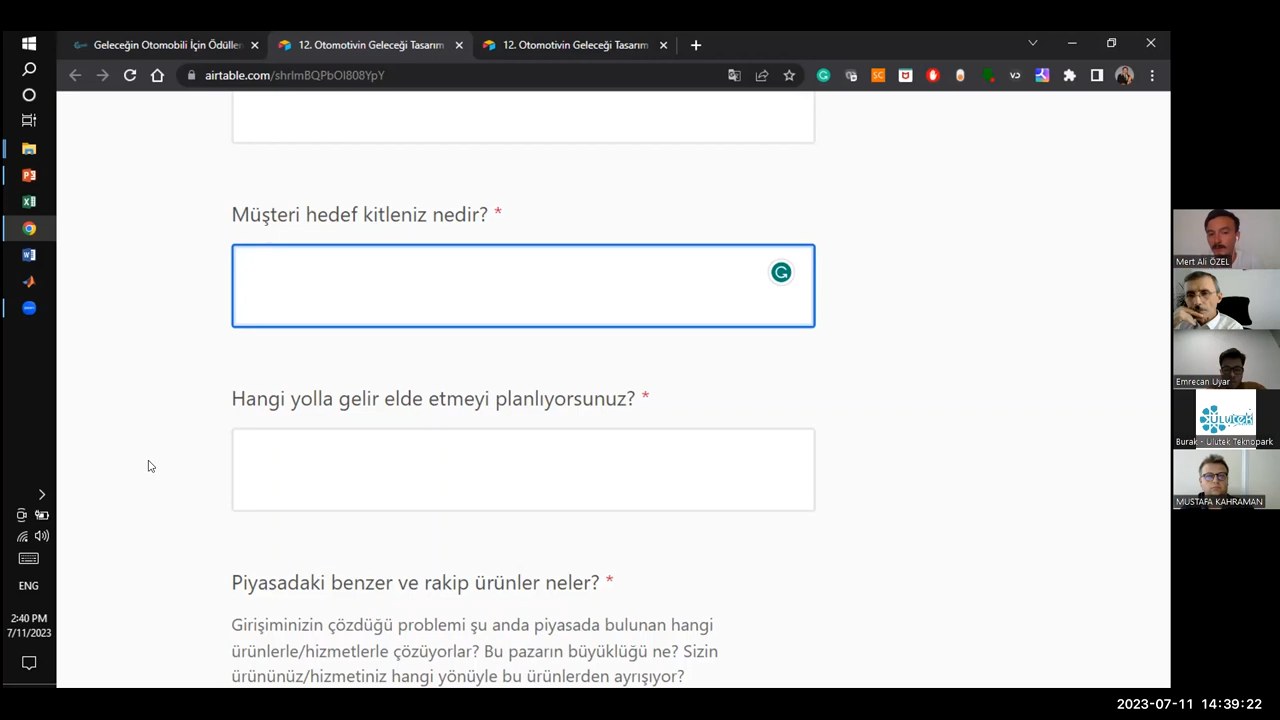 Geleceğin Otomobili İçin Ödüller
12. Otomotivin Geleceği Tasarım
12. Otomotivin Geleceği Tasarım
airtable.com/shrlmBQPbOl808YpY
Müşteri hedef kitleniz nedir? *
Hangi yolla gelir elde etmeyi planlıyorsunuz? *
Piyasadaki benzer ve rakip ürünler neler? *
Girişiminizin çözdüğü problemi şu anda piyasada bulunan hangi
ürünlerle/hizmetlerle çözüyorlar? Bu pazarın büyüklüğü ne? Sizin
ürününüz/hizmetiniz hangi yönüyle bu ürünlerden ayrışıyor?
ENG
2:40 PM
7/11/2023
Mert Ali ÖZEL
Emrecan Uyar
ULUTEK
Burak - Ulutek Teknopark
MUSTAFA KAHRAMAN
2023-07-11 14:39:22